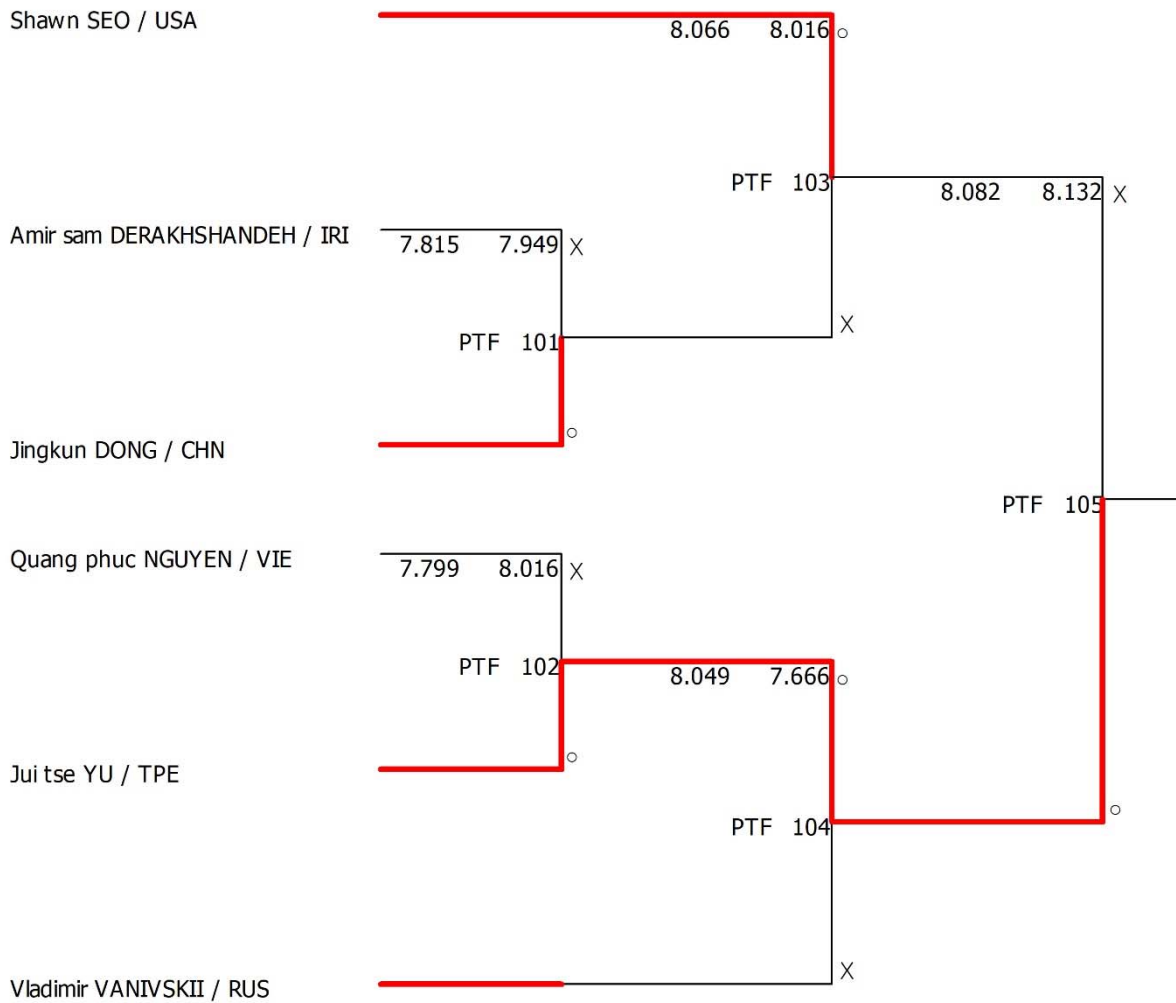 Shawn SEO / USA
8.066 8.016 ○
PTF 103
8.082 8.132 X
Amir sam DERAKHSHANDEH / IRI
7.815 7.949 X
X
PTF 101
○
Jingkun DONG / CHN
PTF 105
Quang phuc NGUYEN / VIE
7.799 8.016 X
PTF 102
8.049 7.666 ○
○
Jui tse YU / TPE
○
PTF 104
X
Vladimir VANIVSKII / RUS